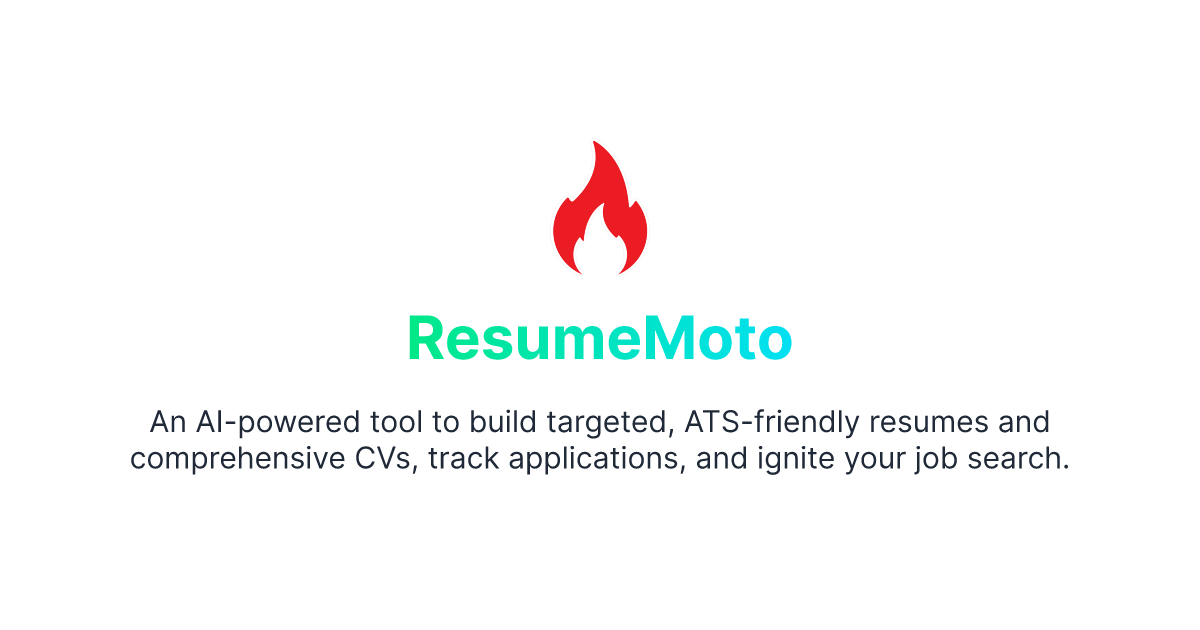 ResumeMoto
An AI-powered tool to build targeted, ATS-friendly resumes and
comprehensive CVs, track applications, and ignite your job search.